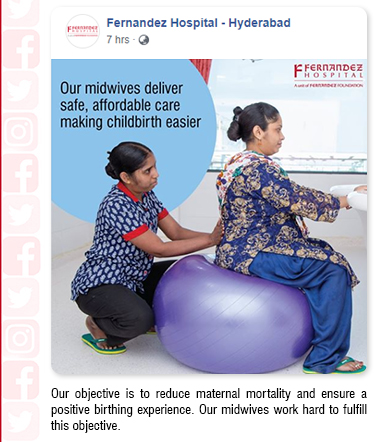 Fernandez Hospital - Hyderabad
7 hrs ·
Our midwives deliver
safe, affordable care
making childbirth easier
FERNANDEZ
HOSPITAL
A unit of FERNANDEZ FOUNDATION
Our objective is to reduce maternal mortality and ensure a
positive birthing experience. Our midwives work hard to fulfill
this objective.